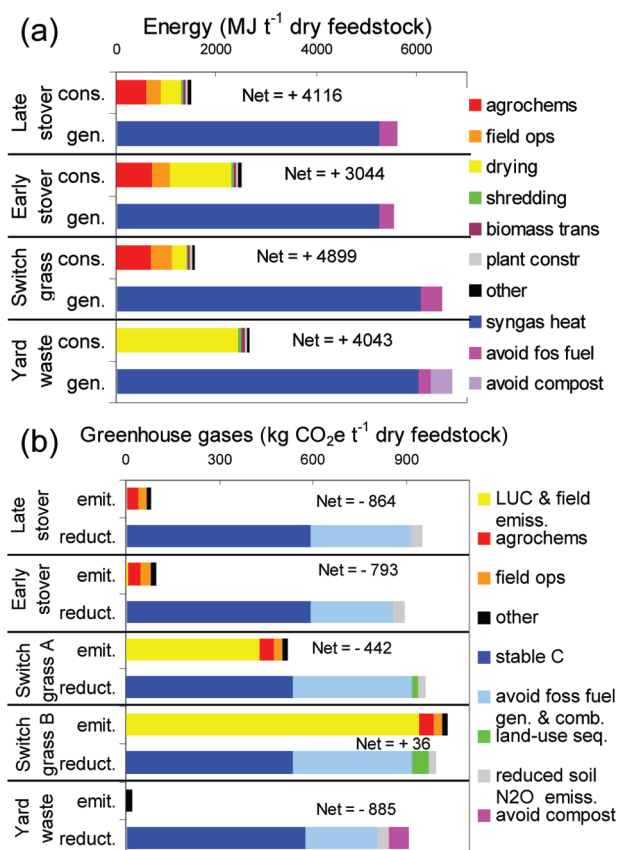 (a)
Energy (MJ t⁻¹ dry feedstock)
0 2000 4000 6000
Late stover
cons.
Net = + 4116
gen.
Early stover
cons.
Net = + 3044
gen.
Switch grass
cons.
Net = + 4899
gen.
Yard waste
cons.
Net = + 4043
gen.
agrochems
field ops
drying
shredding
biomass trans
plant constr
other
syngas heat
avoid fos fuel
avoid compost
(b)
Greenhouse gases (kg CO₂e t⁻¹ dry feedstock)
0 300 600 900
Late stover
emit.
Net = - 864
reduct.
Early stover
emit.
Net = - 793
reduct.
Switch grass A
emit.
Net = - 442
reduct.
Switch grass B
emit.
Net = + 36
reduct.
Yard waste
emit.
Net = - 885
reduct.
LUC & field
emiss.
agrochems
field ops
other
stable C
avoid foss fuel
gen. & comb.
land-use seq.
reduced soil
N2O emiss.
avoid compost